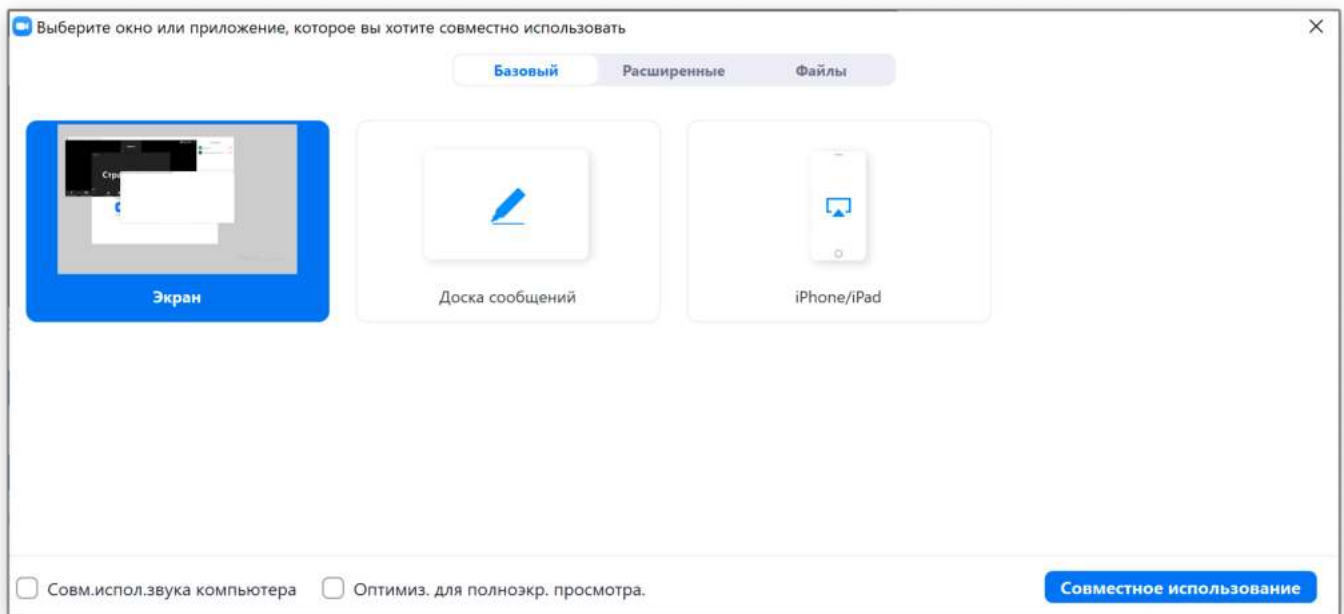 Выберите окно или приложение, которое вы хотите совместно использовать
Базовый Расширенные Файлы
Экран Доска сообщений iPhone/iPad
Совм.испол.звука компьютера Оптимиз. для полноэкр. просмотра. Совместное использование